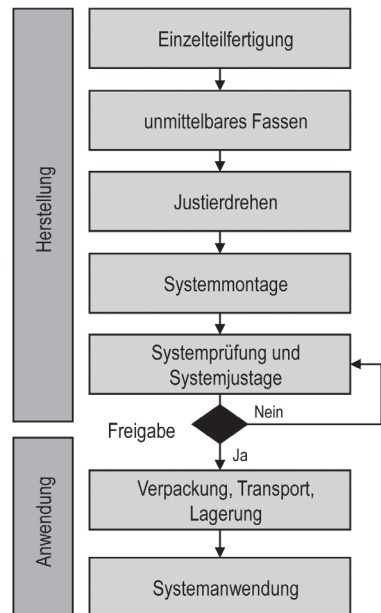 Herstellung
Einzelteilfertigung
unmittelbares Fassen
Justierdrehen
Systemmontage
Systemprüfung und
Systemjustage
Freigabe
Nein
Ja
Anwendung
Verpackung, Transport,
Lagerung
Systemanwendung